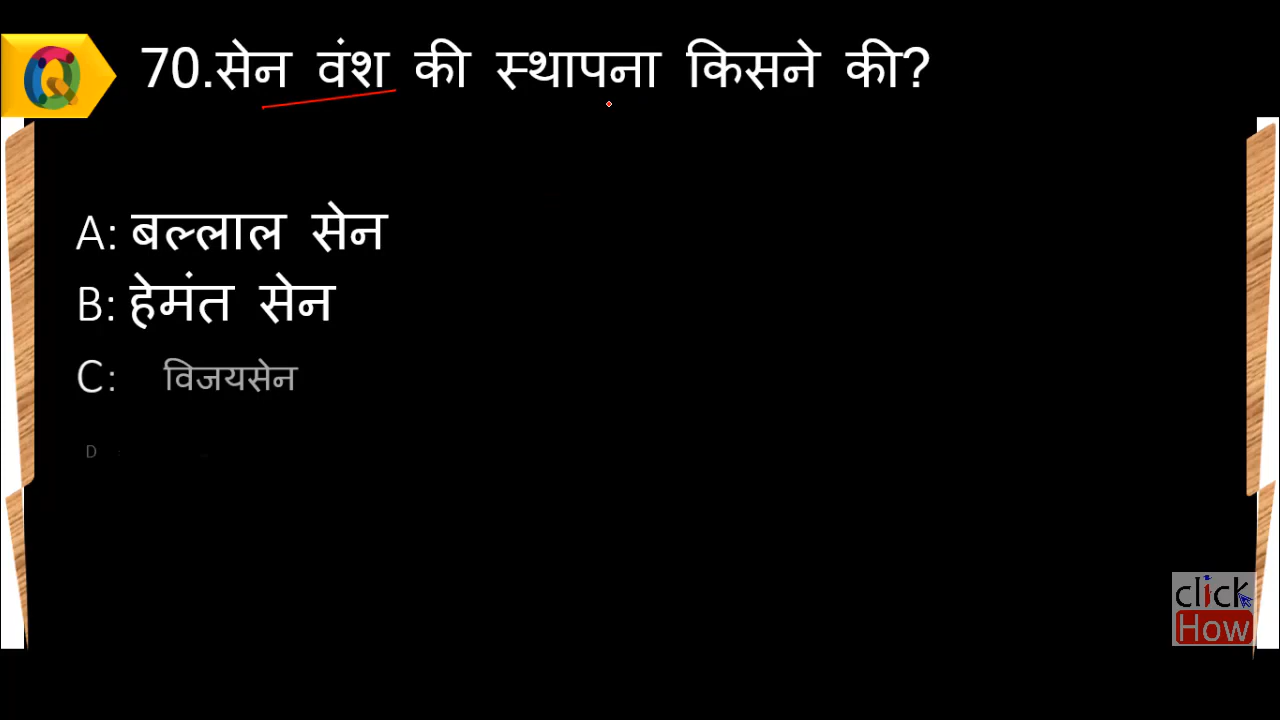 70.सेन वंश की स्थापना किसने की?
A: बल्लाल सेन
B: हेमंत सेन
C: विजयसेन
D :
click
How